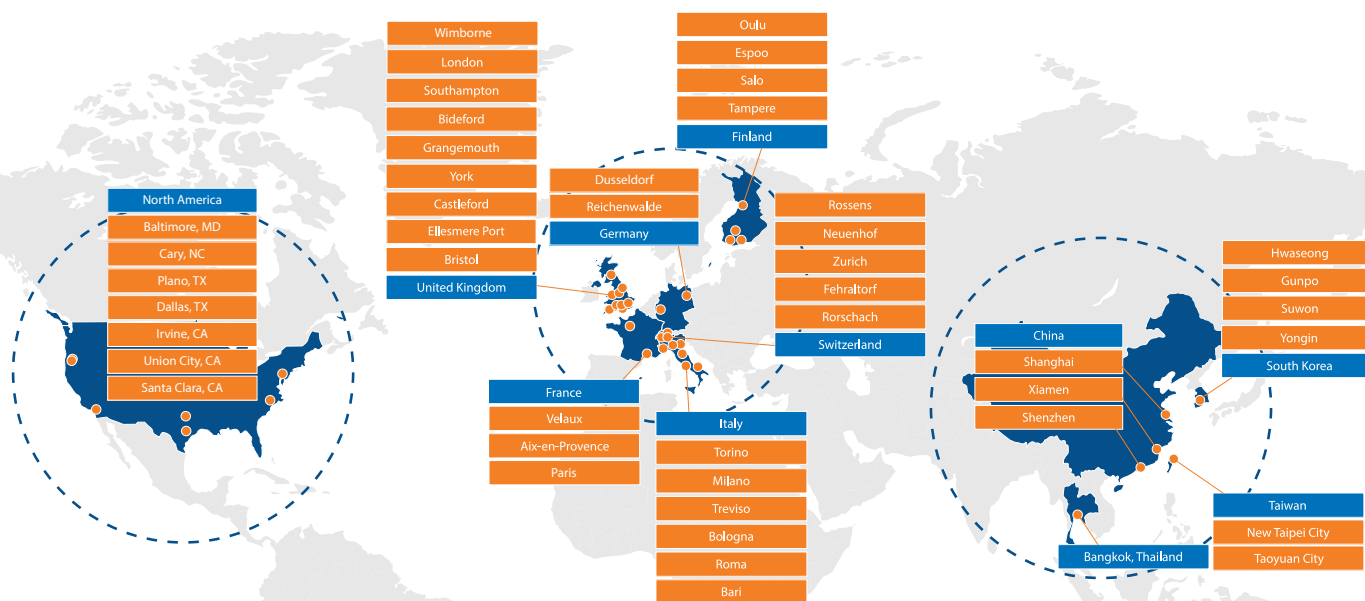 North America
Baltimore, MD
Cary, NC
Plano, TX
Dallas, TX
Irvine, CA
Union City, CA
Santa Clara, CA
Wimborne
London
Southampton
Bideford
Grangemouth
York
Castleford
Ellesmere Port
Bristol
United Kingdom
Oulu
Espoo
Salo
Tampere
Finland
Dusseldorf
Reichenwalde
Germany
Rossens
Neuenhof
Zurich
Fehraltorf
Rorschach
Switzerland
France
Velaux
Aix-en-Provence
Paris
Italy
Torino
Milano
Treviso
Bologna
Roma
Bari
China
Shanghai
Xiamen
Shenzhen
Hwaseong
Gunpo
Suwon
Yongin
South Korea
Taiwan
New Taipei City
Taoyuan City
Bangkok, Thailand